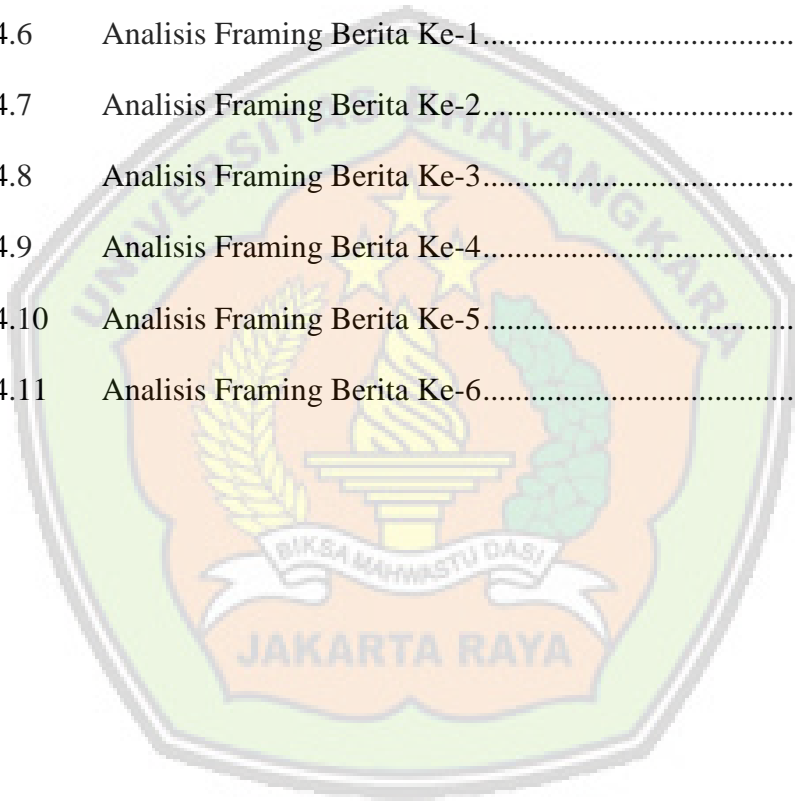 4.6 Analisis Framing Berita Ke-1........................................
4.7 Analisis Framing Berita Ke-2........................................
4.8 Analisis Framing Berita Ke-3........................................
4.9 Analisis Framing Berita Ke-4........................................
4.10 Analisis Framing Berita Ke-5........................................
4.11 Analisis Framing Berita Ke-6........................................
UNIVERSITAS BHAYANGKARA
BIKSA MAHWASTU DASI
JAKARTA RAYA